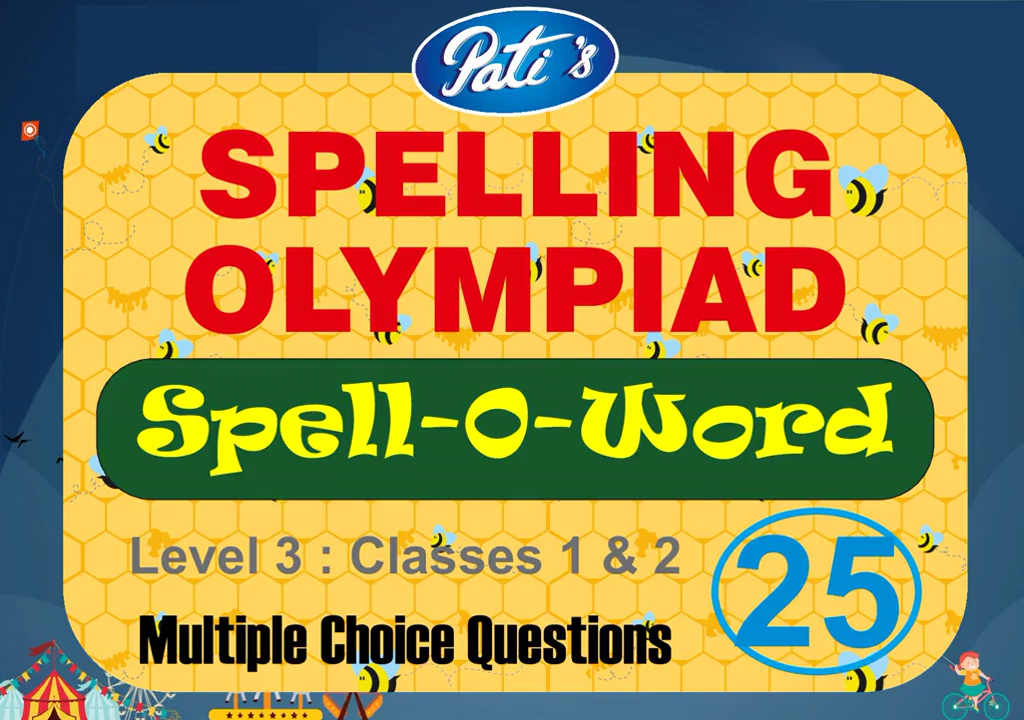 Pati's
SPELLING
OLYMPIAD
Spell-O-Word
Level 3 : Classes 1 & 2
25
Multiple Choice Questions